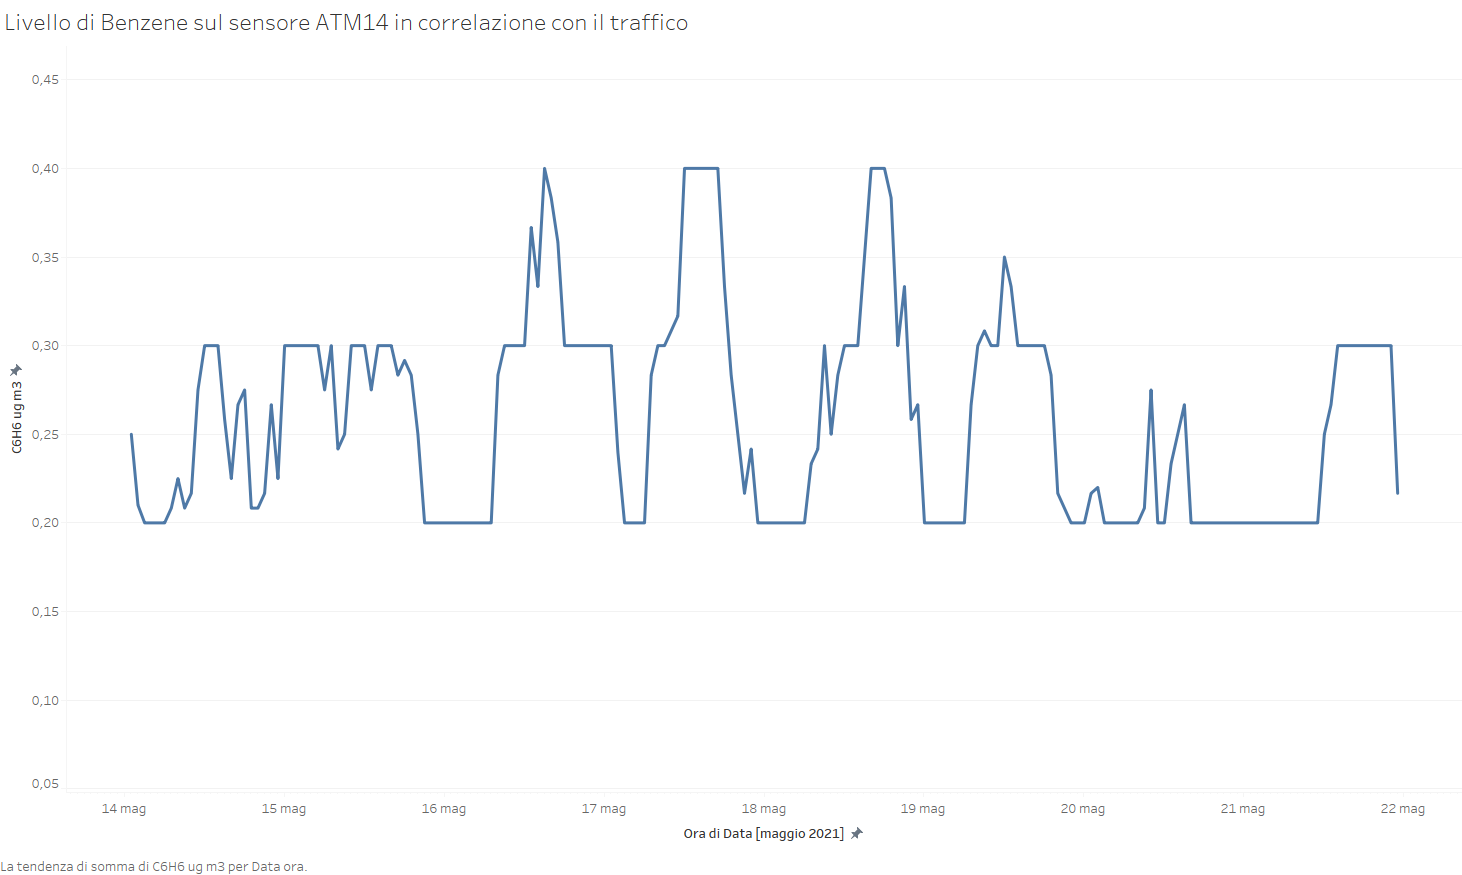 Livello di Benzene sul sensore ATM14 in correlazione con il traffico
0,45
0,40
0,35
0,30
0,25
0,20
0,15
0,10
0,05
C6H6 ug m3
14 mag
15 mag
16 mag
17 mag
18 mag
19 mag
20 mag
21 mag
22 mag
Ora di Data [maggio 2021]
La tendenza di somma di C6H6 ug m3 per Data ora.